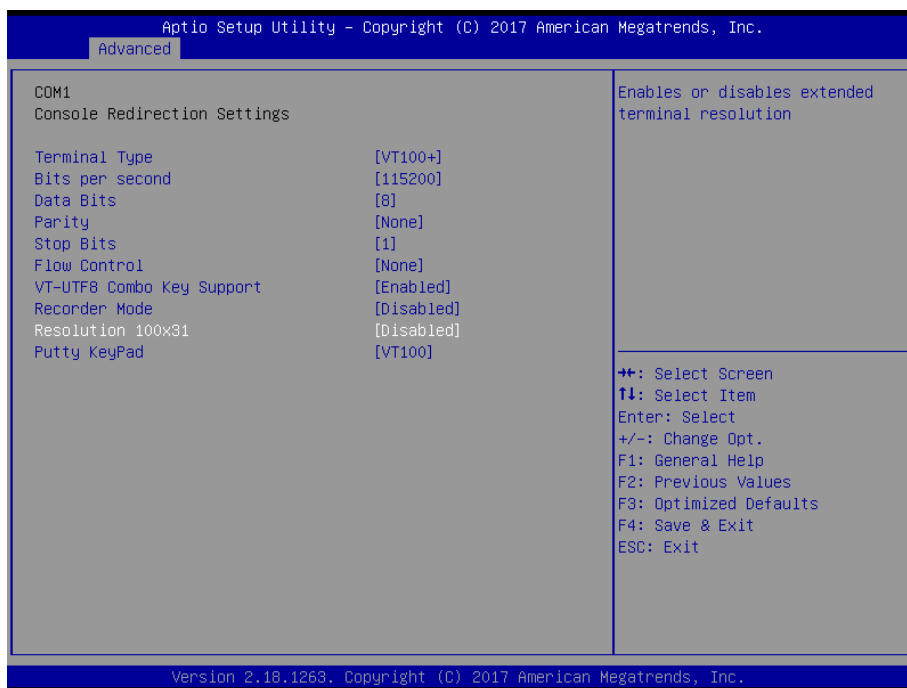 Aptio Setup Utility – Copyright (C) 2017 American Megatrends, Inc.
Advanced
COM1
Console Redirection Settings
Terminal Type [VT100+]
Bits per second [115200]
Data Bits [8]
Parity [None]
Stop Bits [1]
Flow Control [None]
VT-UTF8 Combo Key Support [Enabled]
Recorder Mode [Disabled]
Resolution 100x31 [Disabled]
Putty KeyPad [VT100]
Enables or disables extended
terminal resolution
→←: Select Screen
↑↓: Select Item
Enter: Select
+/-: Change Opt.
F1: General Help
F2: Previous Values
F3: Optimized Defaults
F4: Save & Exit
ESC: Exit
Version 2.18.1263. Copyright (C) 2017 American Megatrends, Inc.